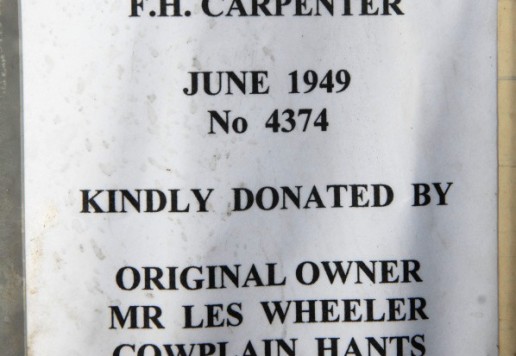 F.H. CARPENTER
JUNE 1949
No 4374
KINDLY DONATED BY
ORIGINAL OWNER
MR LES WHEELER
COWPLAIN HANTS